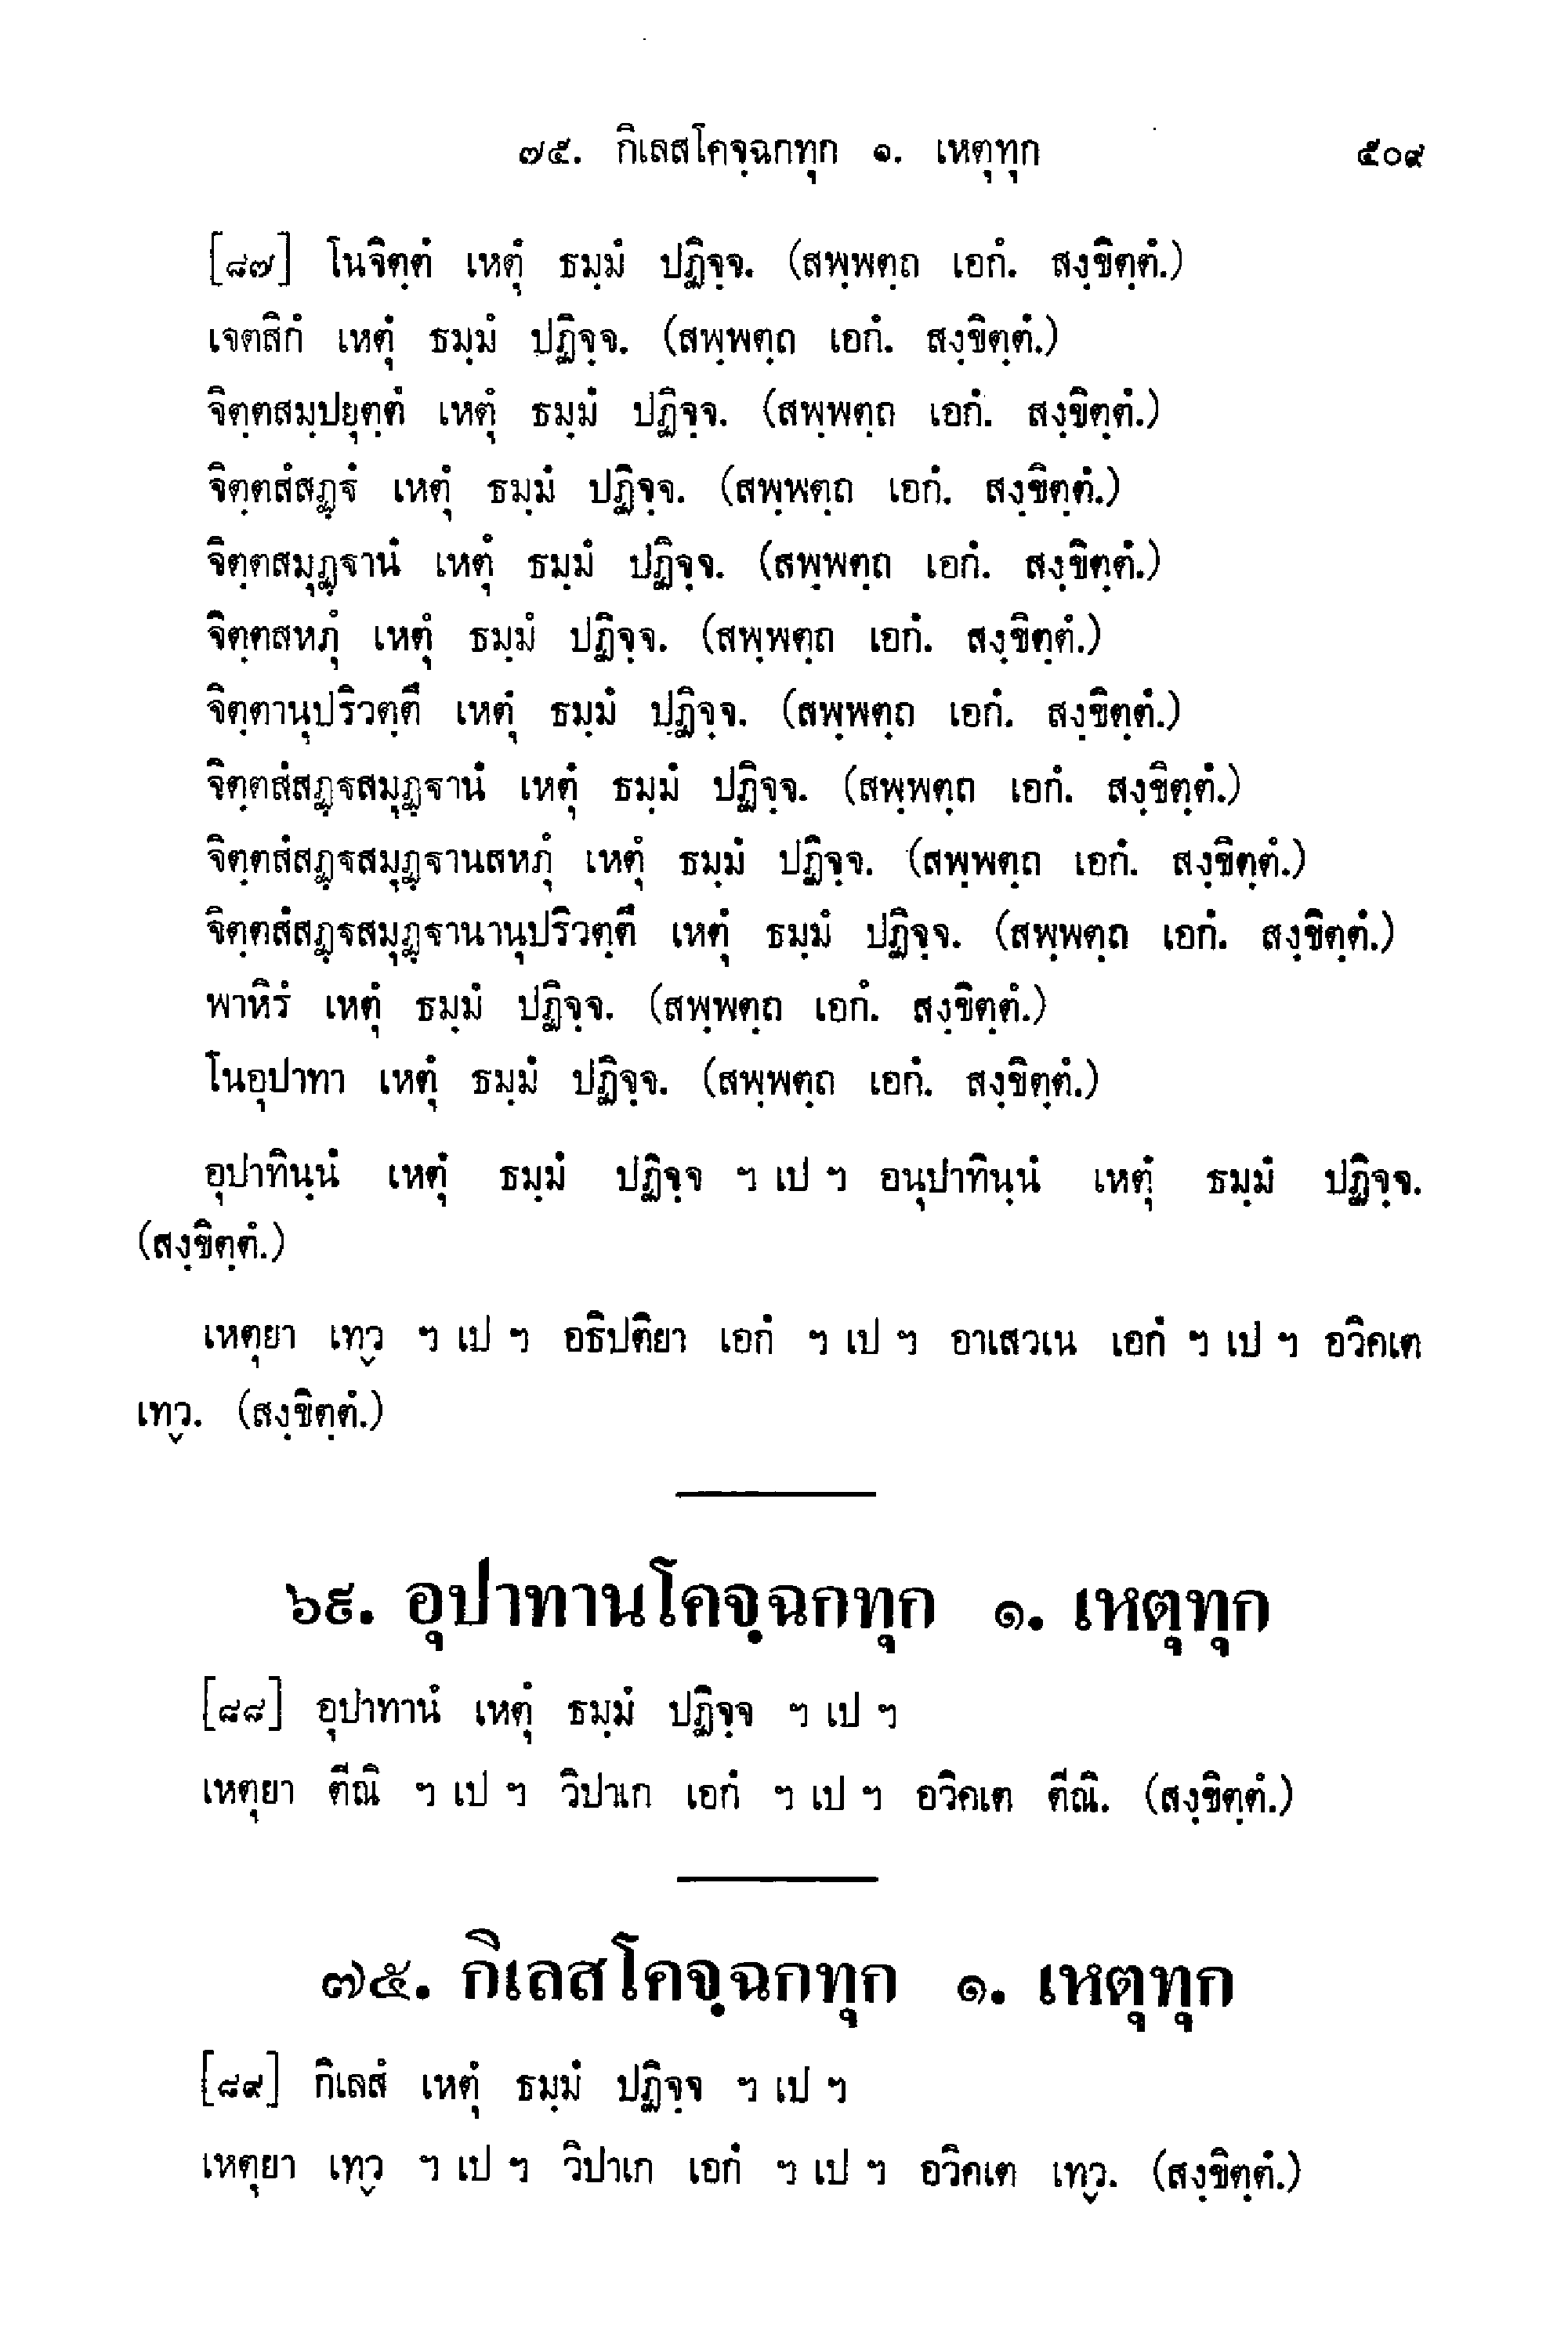 ๗๕. กิเลสโคจฺฉกทุก ๑. เหตุทุก ๕๐๙
[๘๗] โนจิตฺตํ เหตุํ ธมฺมํ ปฏิจฺจ. (สพฺพตฺถ เอกํ. สงฺขิตฺตํ.)
เจตสิกํ เหตุํ ธมฺมํ ปฏิจฺจ. (สพฺพตฺถ เอกํ. สงฺขิตฺตํ.)
จิตฺตสมฺปยุตฺตํ เหตุํ ธมฺมํ ปฏิจฺจ. (สพฺพตฺถ เอกํ. สงฺขิตฺตํ.)
จิตฺตสํสฏฺฐํ เหตุํ ธมฺมํ ปฏิจฺจ. (สพฺพตฺถ เอกํ. สงฺขิตฺตํ.)
จิตฺตสมุฏฺฐานํ เหตุํ ธมฺมํ ปฏิจฺจ. (สพฺพตฺถ เอกํ. สงฺขิตฺตํ.)
จิตฺตสหภุํ เหตุํ ธมฺมํ ปฏิจฺจ. (สพฺพตฺถ เอกํ. สงฺขิตฺตํ.)
จิตฺตานุปริวตฺตึ เหตุํ ธมฺมํ ปฏิจฺจ. (สพฺพตฺถ เอกํ. สงฺขิตฺตํ.)
จิตฺตสํสฏฺฐสมุฏฺฐานํ เหตุํ ธมฺมํ ปฏิจฺจ. (สพฺพตฺถ เอกํ. สงฺขิตฺตํ.)
จิตฺตสํสฏฺฐสมุฏฺฐานสหภุํ เหตุํ ธมฺมํ ปฏิจฺจ. (สพฺพตฺถ เอกํ. สงฺขิตฺตํ.)
จิตฺตสํสฏฺฐสมุฏฺฐานานุปริวตฺตึ เหตุํ ธมฺมํ ปฏิจฺจ. (สพฺพตฺถ เอกํ. สงฺขิตฺตํ.)
พาหิรํ เหตุํ ธมฺมํ ปฏิจฺจ. (สพฺพตฺถ เอกํ. สงฺขิตฺตํ.)
โนอุปาทา เหตุํ ธมฺมํ ปฏิจฺจ. (สพฺพตฺถ เอกํ. สงฺขิตฺตํ.)
อุปาทินฺนํ เหตุํ ธมฺมํ ปฏิจฺจ ฯ เป ฯ อนุปาทินฺนํ เหตุํ ธมฺมํ ปฏิจฺจ.
(สงฺขิตฺตํ.)
เหตุยา เทฺว ฯ เป ฯ อธิปติยา เอกํ ฯ เป ฯ อาเสวเน เอกํ ฯ เป ฯ อวิคเต
เทฺว. (สงฺขิตฺตํ.)
๖๙. อุปาทานโคจฺฉกทุก ๑. เหตุทุก
[๘๘] อุปาทานํ เหตุํ ธมฺมํ ปฏิจฺจ ฯ เป ฯ
เหตุยา ตีณิ ฯ เป ฯ วิปาเก เอกํ ฯ เป ฯ อวิคเต ตีณิ. (สงฺขิตฺตํ.)
๗๕. กิเลสโคจฺฉกทุก ๑. เหตุทุก
[๘๙] กิเลสํ เหตุํ ธมฺมํ ปฏิจฺจ ฯ เป ฯ
เหตุยา เทฺว ฯ เป ฯ วิปาเก เอกํ ฯ เป ฯ อวิคเต เทฺว. (สงฺขิตฺตํ.)